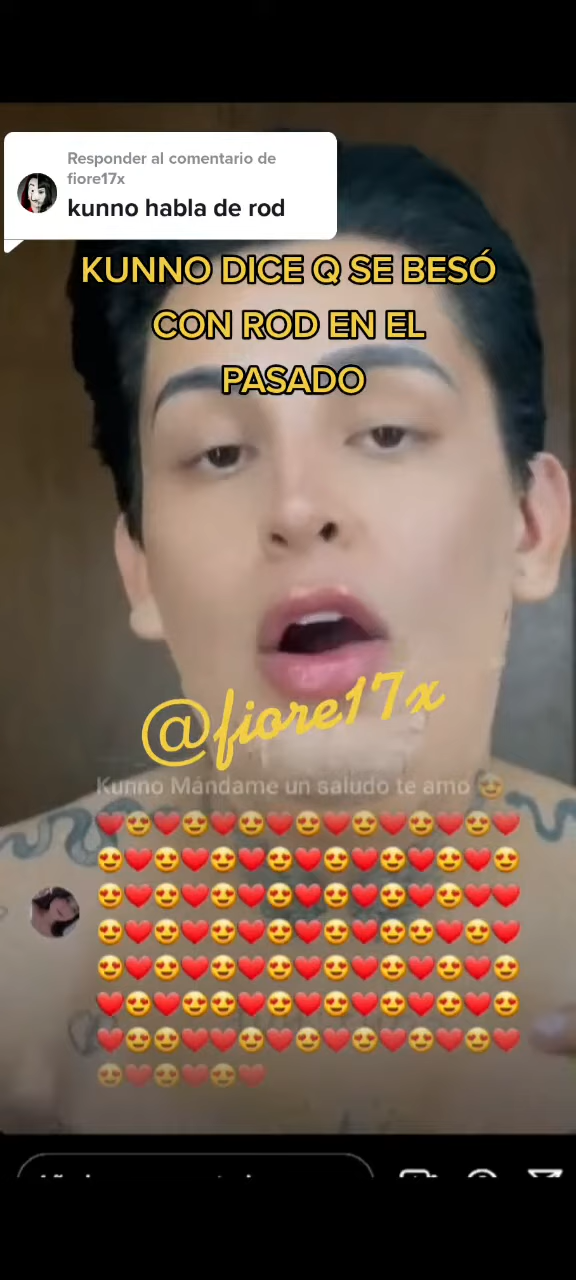 Responder al comentario de
fiore17x
kunno habla de rod
KUNNO DICE Q SE BESÓ
CON ROD EN EL
PASADO
@fiore17x
Kunno Mándame un saludo te amo 😍
❤️😍❤️😍❤️😍❤️😍❤️😍❤️😍❤️😍❤️
😍❤️😍❤️😍❤️😍❤️😍❤️😍❤️😍❤️😍
❤️😍❤️😍❤️😍❤️😍❤️😍❤️😍❤️❤️❤️
😍❤️😍❤️😍❤️😍❤️😍❤️😍😍❤️😍❤️
😍❤️😍❤️😍❤️😍❤️😍❤️😍❤️😍❤️😍
❤️😍❤️😍😍❤️😍❤️😍❤️😍❤️😍❤️😍
❤️😍😍❤️❤️😍❤️😍❤️😍❤️😍❤️😍❤️
😍❤️😍❤️😍❤️